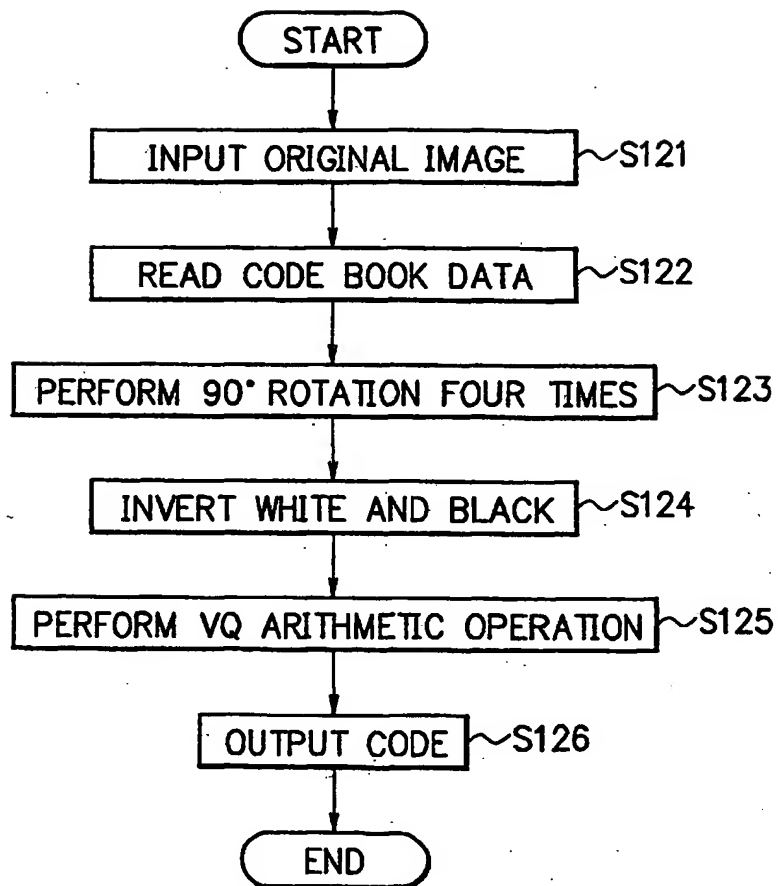 START
INPUT ORIGINAL IMAGE S121
READ CODE BOOK DATA S122
PERFORM 90° ROTATION FOUR TIMES S123
INVERT WHITE AND BLACK S124
PERFORM VQ ARITHMETIC OPERATION S125
OUTPUT CODE S126
END